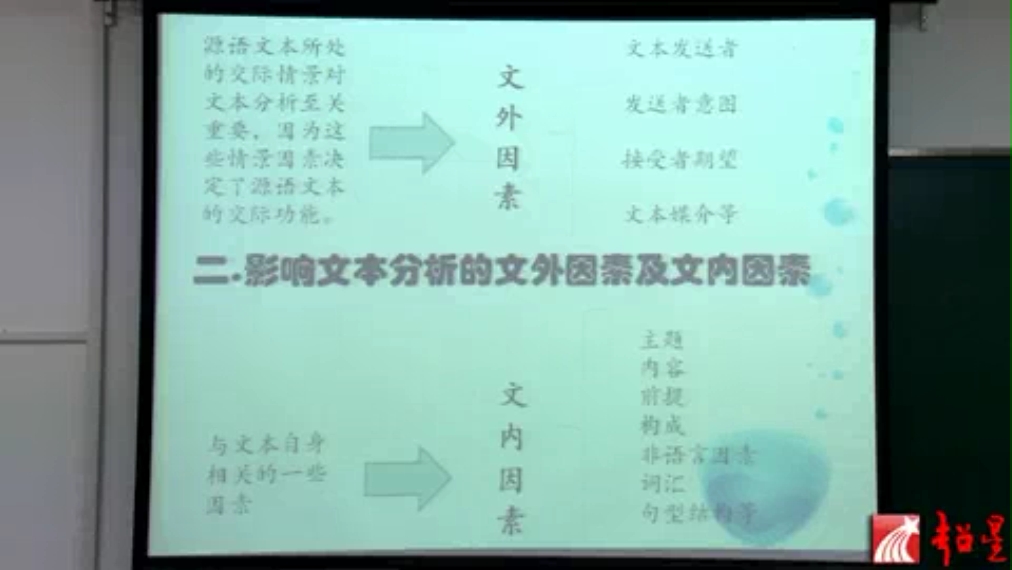 源语文本所处
的交际情景对
文本分析至关
重要，因为这
些情景因素决
定了源语文本
的交际功能。
文外因素
文本发送者
发送者意图
接受者期望
文本媒介等
二.影响文本分析的文外因素及文内因素
与文本自身
相关的一些
因素
文内因素
主题
内容
前提
构成
非语言因素
词汇
句型结构等
超星